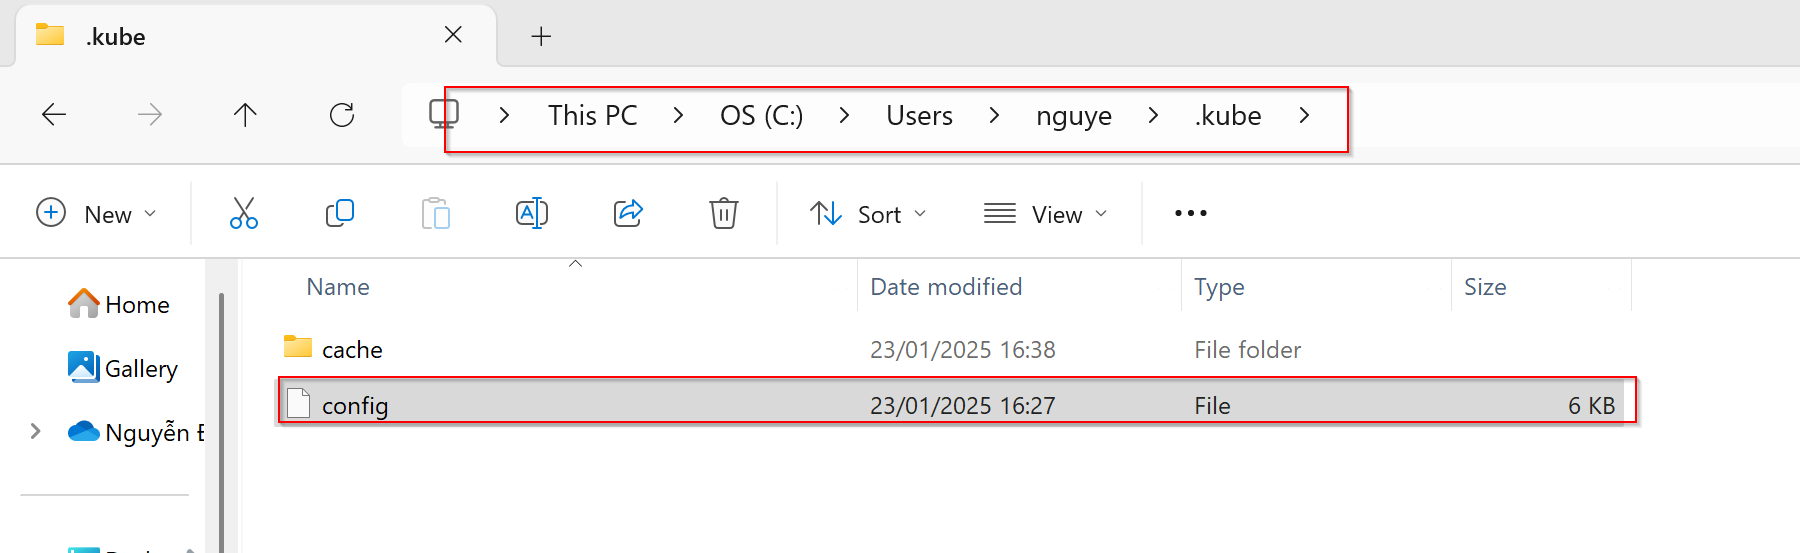 .kube
This PC > OS (C:) > Users > nguye > .kube >
New Sort View
Name Date modified Type Size
Home
cache 23/01/2025 16:38 File folder
Gallery
config 23/01/2025 16:27 File 6 KB
Nguyễn